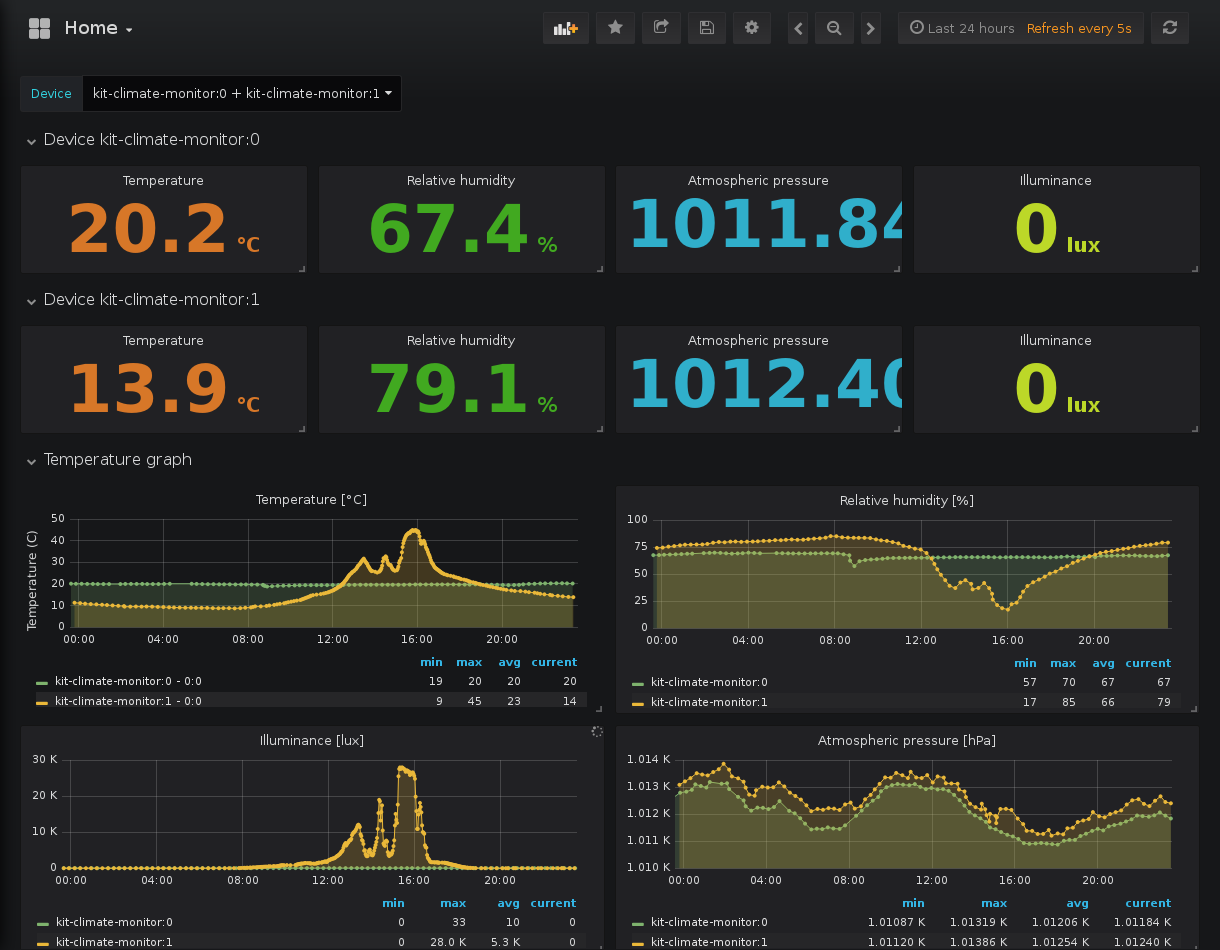 Home
Last 24 hours Refresh every 5s
Device kit-climate-monitor:0 + kit-climate-monitor:1
Device kit-climate-monitor:0
Temperature Relative humidity Atmospheric pressure Illuminance
20.2 °C 67.4 % 1011.84 0 lux
Device kit-climate-monitor:1
Temperature Relative humidity Atmospheric pressure Illuminance
13.9 °C 79.1 % 1012.40 0 lux
Temperature graph
Temperature [°C]
Temperature (C)
50
40
30
20
10
0
00:00 04:00 08:00 12:00 16:00 20:00
min max avg current
kit-climate-monitor:0 - 0:0 19 20 20 20
kit-climate-monitor:1 - 0:0 9 45 23 14
Relative humidity [%]
100
75
50
25
0
00:00 04:00 08:00 12:00 16:00 20:00
min max avg current
kit-climate-monitor:0 57 70 67 67
kit-climate-monitor:1 17 85 66 79
Illuminance [lux]
30 K
20 K
10 K
0
00:00 04:00 08:00 12:00 16:00 20:00
min max avg current
kit-climate-monitor:0 0 33 10 0
kit-climate-monitor:1 0 28.0 K 5.3 K 0
Atmospheric pressure [hPa]
1.014 K
1.013 K
1.012 K
1.011 K
1.010 K
00:00 04:00 08:00 12:00 16:00 20:00
min max avg current
kit-climate-monitor:0 1.01087 K 1.01319 K 1.01206 K 1.01184 K
kit-climate-monitor:1 1.01120 K 1.01386 K 1.01254 K 1.01240 K